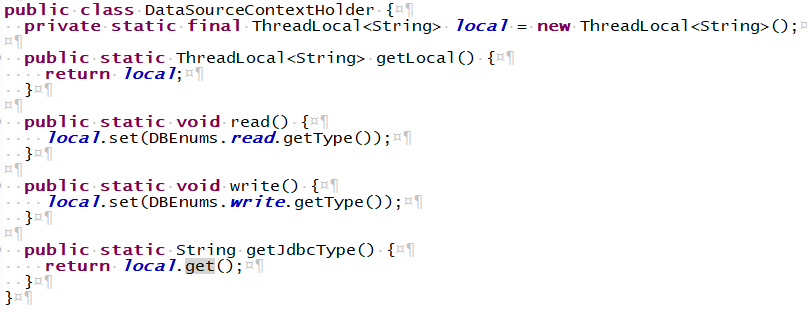 public class DataSourceContextHolder {¤¶
··private·static·final·ThreadLocal<String>·local·=·new·ThreadLocal<String>();¤
¤¶
··public·static·ThreadLocal<String>·getLocal()·{¤¶
····return·local;¤¶
··}¤¶
¤¶
··public·static·void·read()·{¤¶
····local.set(DBEnums.read.getType());¤¶
··}¤¶
¤¶
··public·static·void·write()·{¤¶
····local.set(DBEnums.write.getType());¤¶
··}¤¶
¤¶
··public·static·String·getJdbcType()·{¤¶
····return·local.get();¤¶
··}¤¶
}¤¶